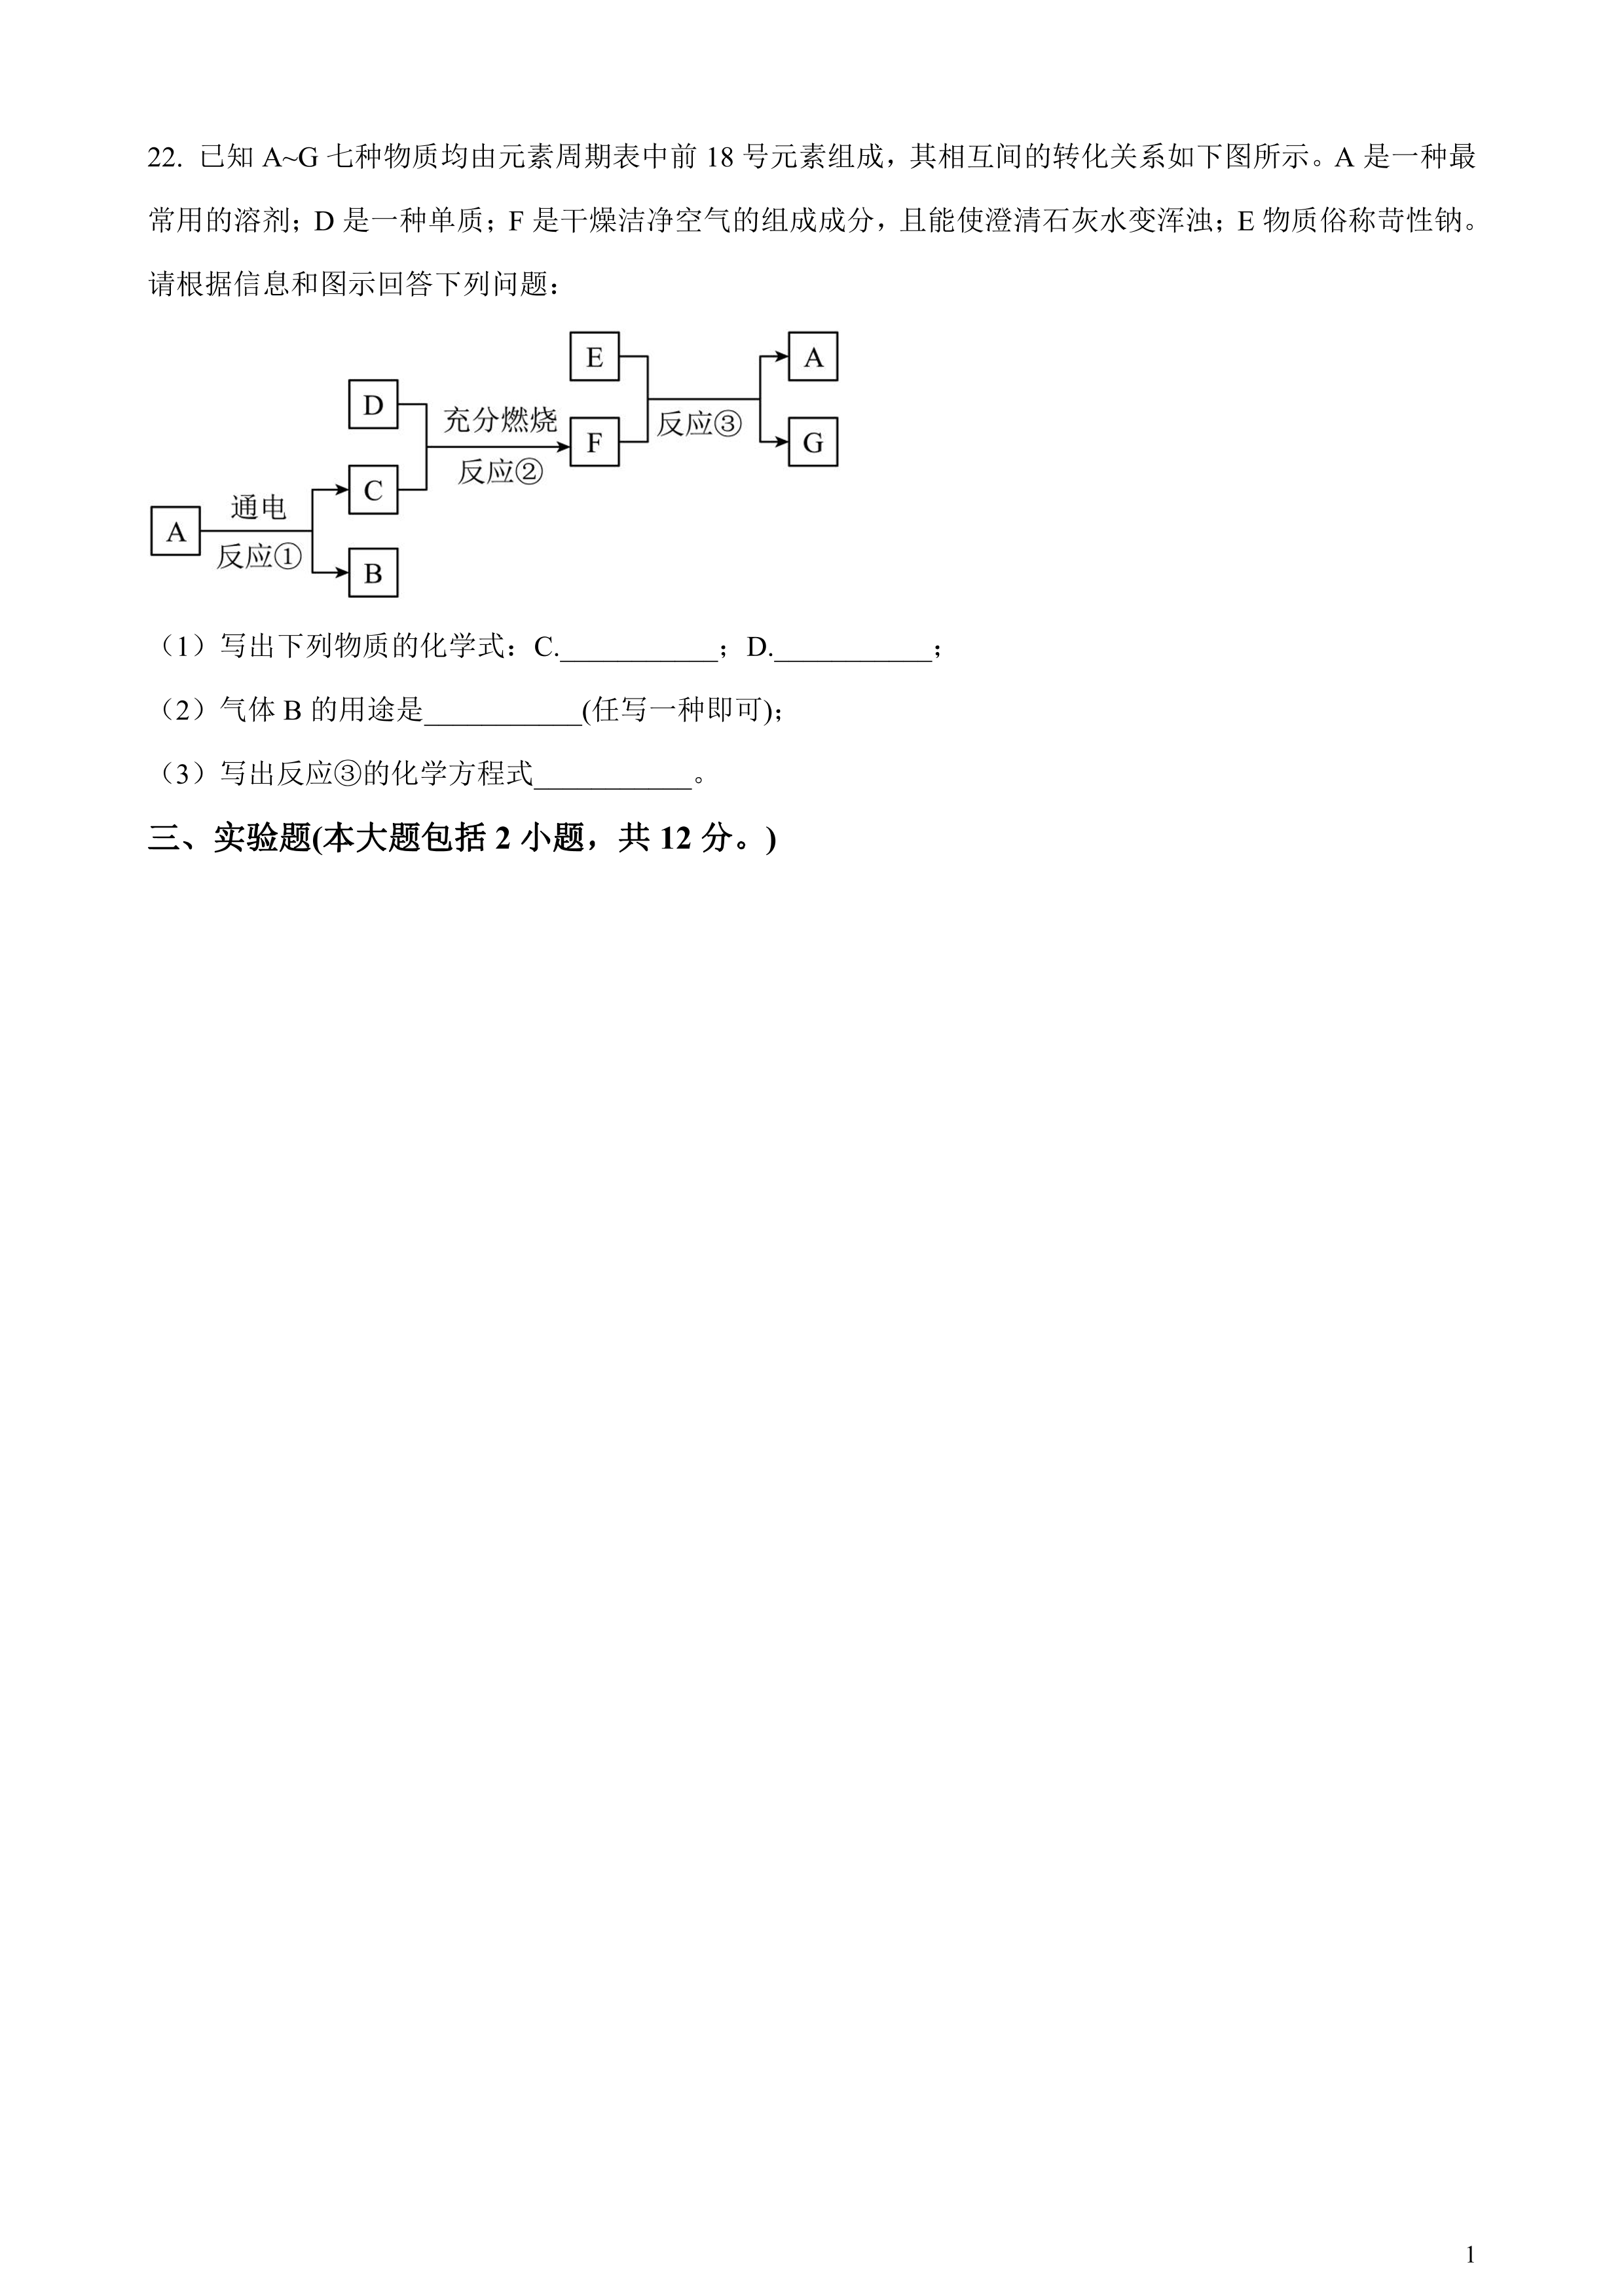 22. 已知 A~G 七种物质均由元素周期表中前 18 号元素组成，其相互间的转化关系如下图所示。A 是一种最
常用的溶剂；D 是一种单质；F 是干燥洁净空气的组成成分，且能使澄清石灰水变浑浊；E 物质俗称苛性钠。
请根据信息和图示回答下列问题：
E
A
D
充分燃烧
F
反应③
G
反应②
C
通电
A
反应①
B
（1）写出下列物质的化学式：C.___________；D.___________；
（2）气体 B 的用途是___________(任写一种即可)；
（3）写出反应③的化学方程式___________。
三、实验题(本大题包括 2 小题，共 12 分。)
1